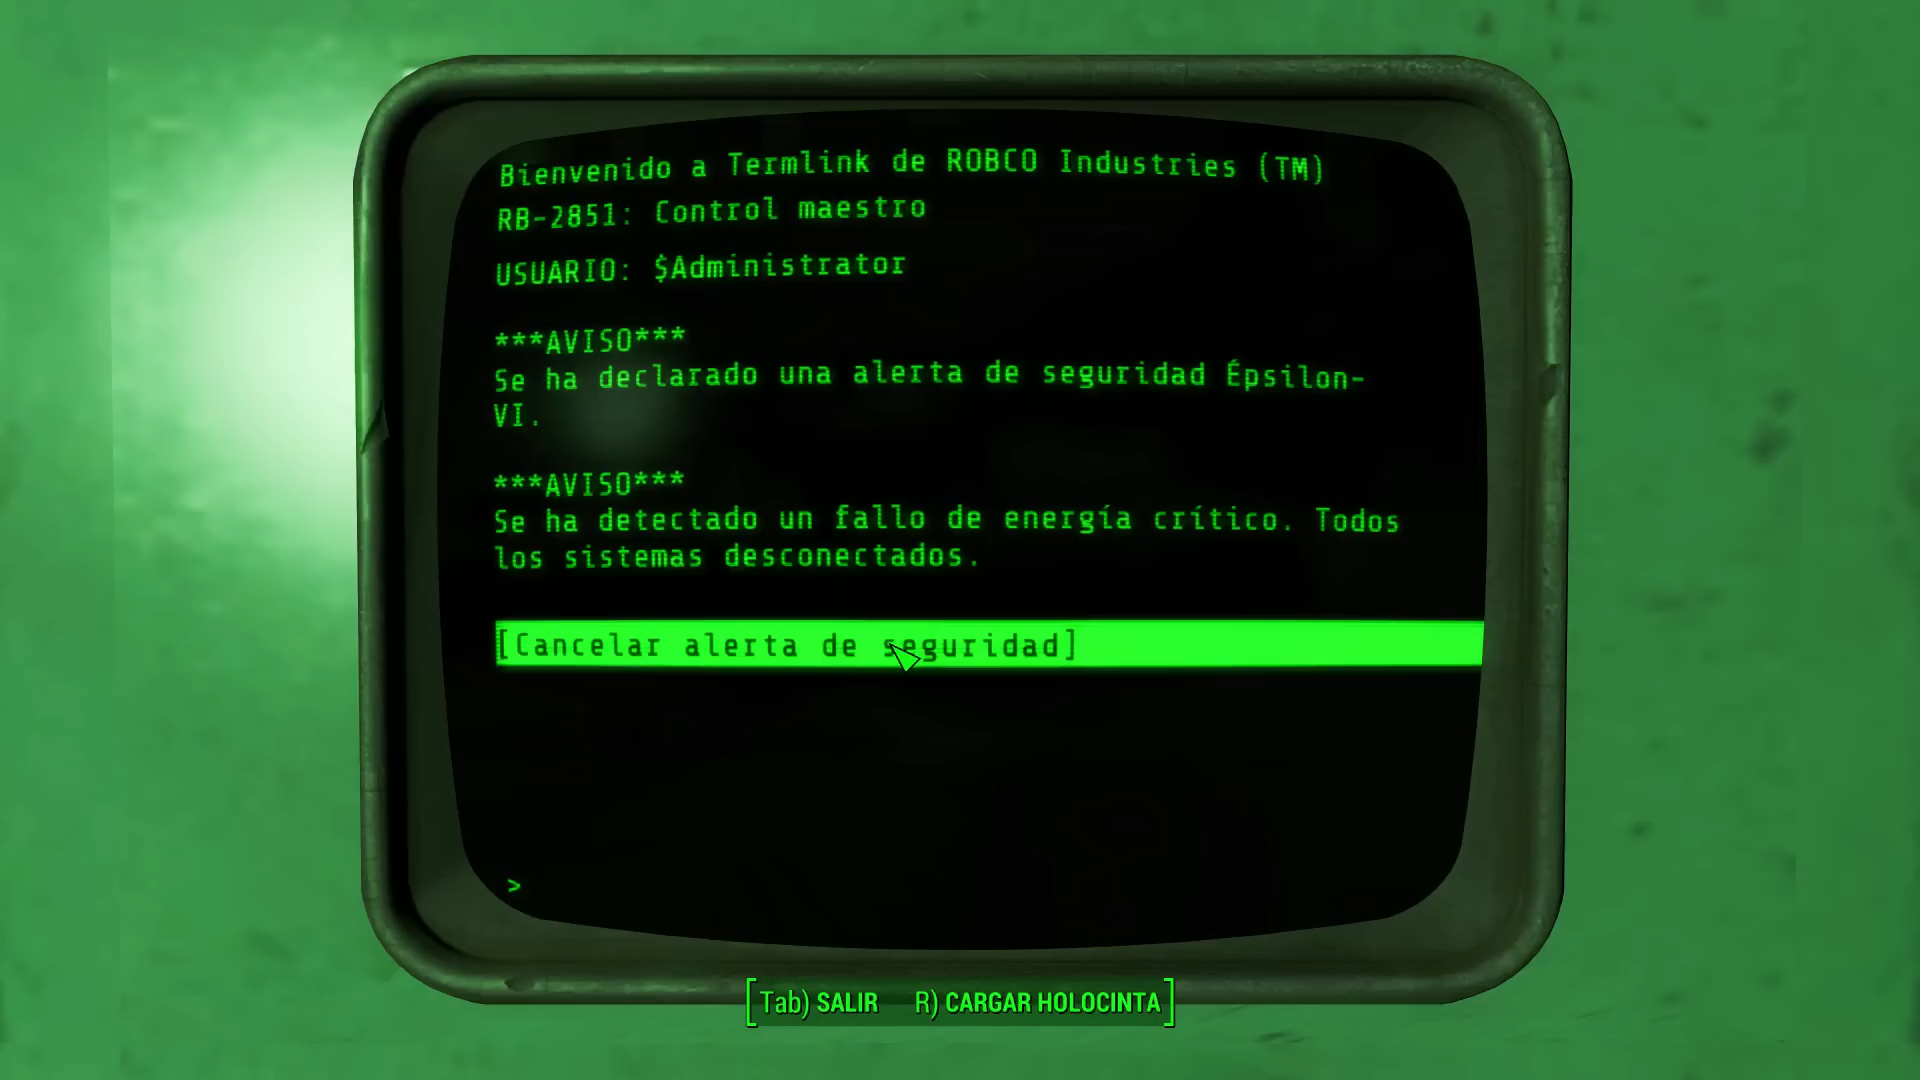 Bienvenido a Termlink de ROBCO Industries (TM)
RB-2851: Control maestro
USUARIO: $Administrator
***AVISO***
Se ha declarado una alerta de seguridad Épsilon-
VI.
***AVISO***
Se ha detectado un fallo de energía crítico. Todos
los sistemas desconectados.
[Cancelar alerta de seguridad]
>
[Tab) SALIR R) CARGAR HOLOCINTA]